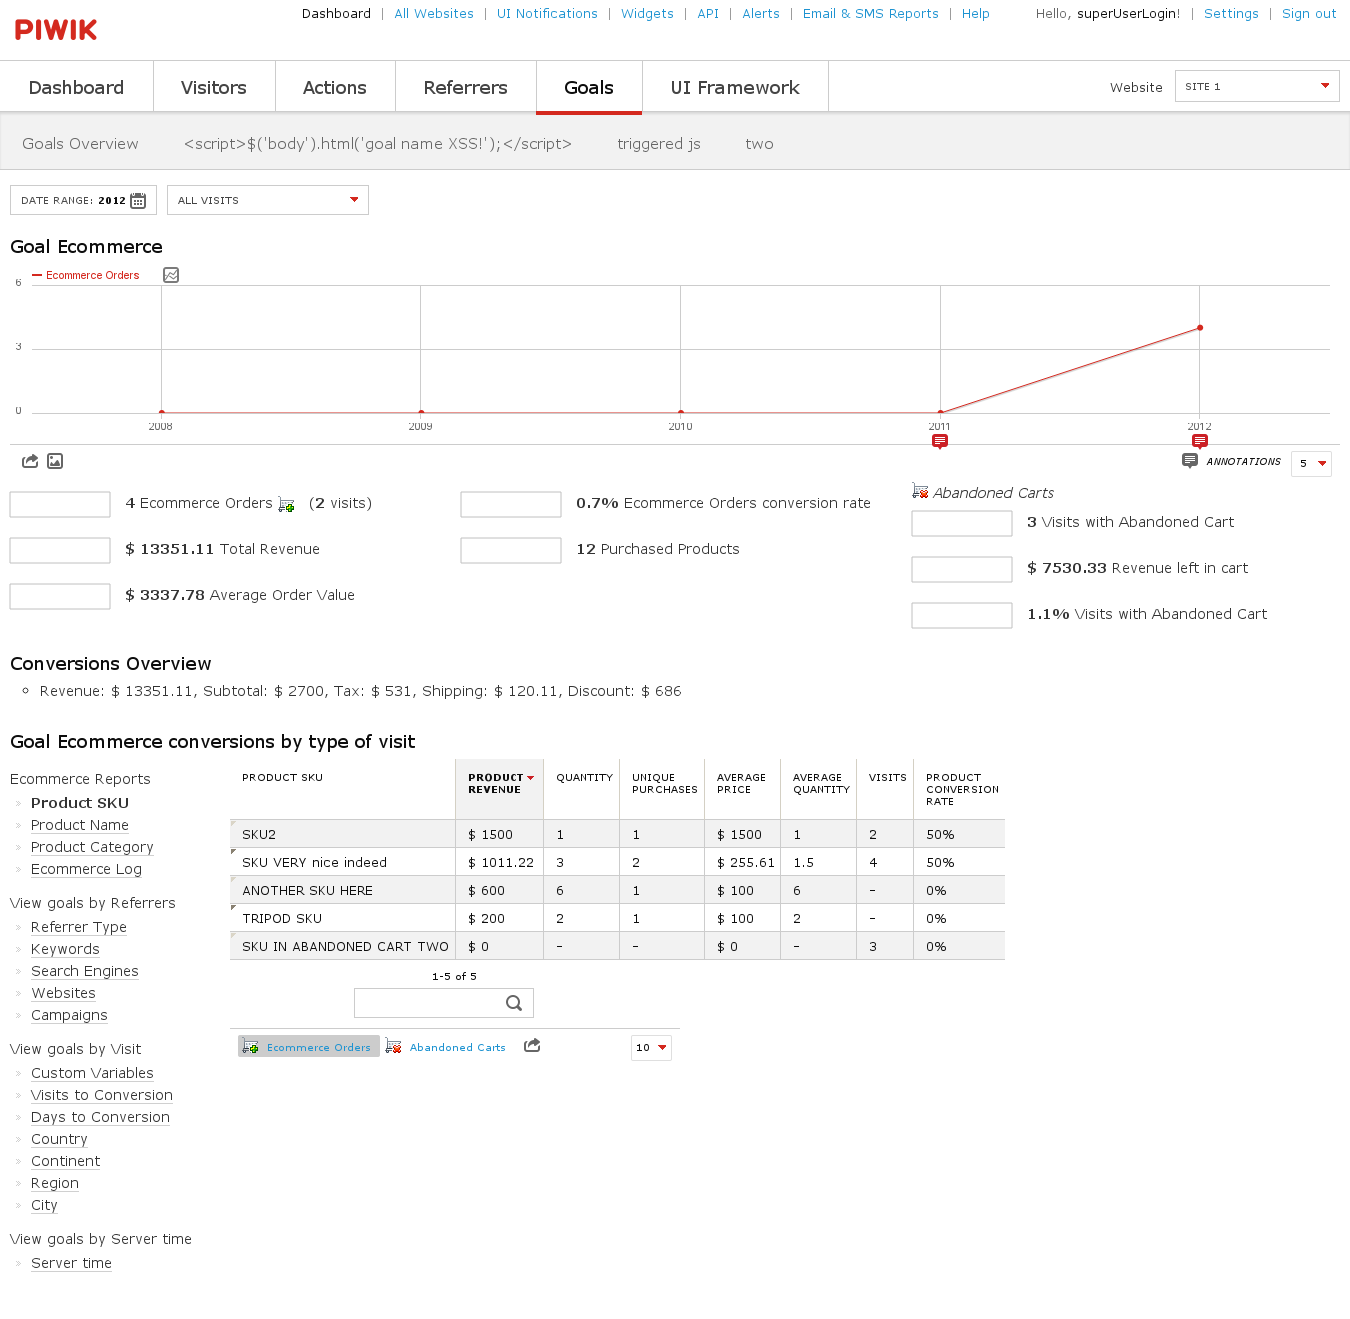 PIWIK
Dashboard | All Websites | UI Notifications | Widgets | API | Alerts | Email & SMS Reports | Help
Hello, superUserLogin! | Settings | Sign out
Dashboard Visitors Actions Referrers Goals UI Framework
Website SITE 1
Goals Overview <script>$('body').html('goal name XSS!');</script> triggered js two
DATE RANGE: 2012 ALL VISITS
Goal Ecommerce
Ecommerce Orders
6
3
0
2008 2009 2010 2011 2012
ANNOTATIONS 5
4 Ecommerce Orders (2 visits)
$ 13351.11 Total Revenue
$ 3337.78 Average Order Value
0.7% Ecommerce Orders conversion rate
12 Purchased Products
Abandoned Carts
3 Visits with Abandoned Cart
$ 7530.33 Revenue left in cart
1.1% Visits with Abandoned Cart
Conversions Overview
Revenue: $ 13351.11, Subtotal: $ 2700, Tax: $ 531, Shipping: $ 120.11, Discount: $ 686
Goal Ecommerce conversions by type of visit
Ecommerce Reports
» Product SKU
» Product Name
» Product Category
» Ecommerce Log
View goals by Referrers
» Referrer Type
» Keywords
» Search Engines
» Websites
» Campaigns
View goals by Visit
» Custom Variables
» Visits to Conversion
» Days to Conversion
» Country
» Continent
» Region
» City
View goals by Server time
» Server time
PRODUCT SKU PRODUCT REVENUE QUANTITY UNIQUE PURCHASES AVERAGE PRICE AVERAGE QUANTITY VISITS PRODUCT CONVERSION RATE
SKU2 $ 1500 1 1 $ 1500 1 2 50%
SKU VERY nice indeed $ 1011.22 3 2 $ 255.61 1.5 4 50%
ANOTHER SKU HERE $ 600 6 1 $ 100 6 - 0%
TRIPOD SKU $ 200 2 1 $ 100 2 - 0%
SKU IN ABANDONED CART TWO $ 0 - - $ 0 - 3 0%
1-5 of 5
Ecommerce Orders Abandoned Carts 10